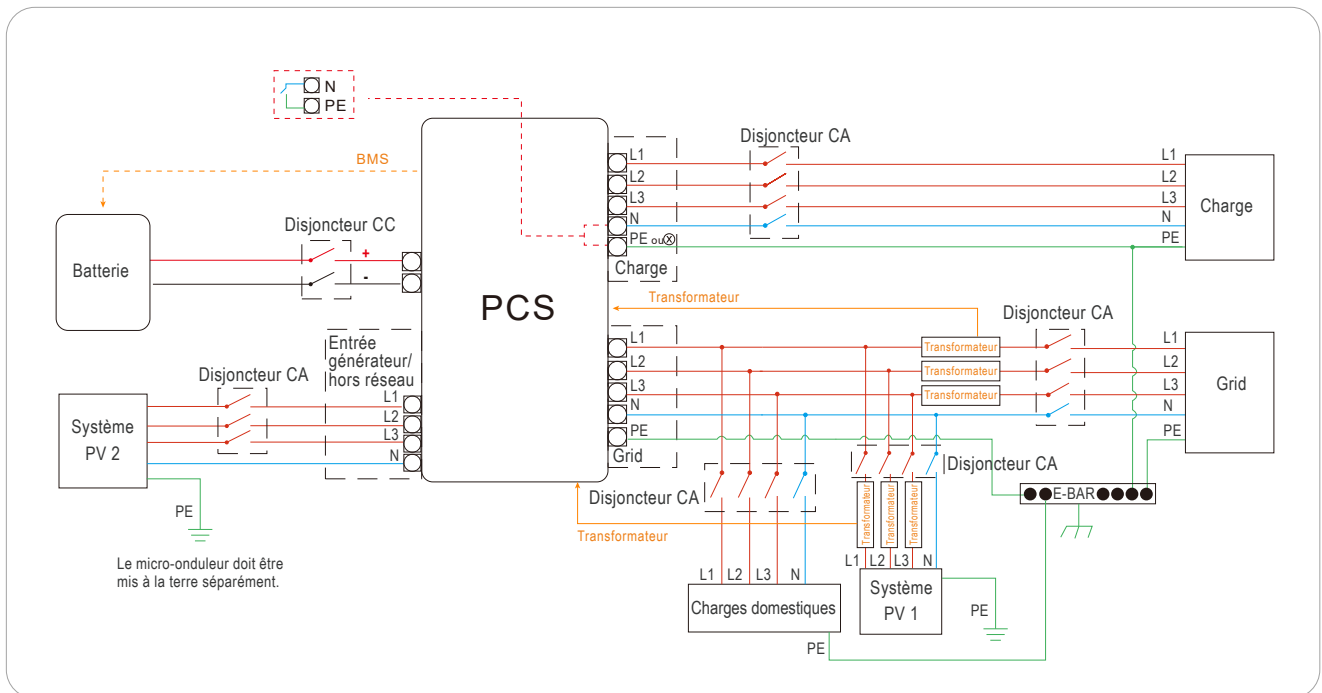 N
PE
BMS
Batterie
Disjoncteur CC
+
-
PCS
Entrée
générateur/
hors réseau
L1
L2
L3
N
Disjoncteur CA
Système
PV 2
PE
Le micro-onduleur doit être
mis à la terre séparément.
L1
L2
L3
N
PE ou
Charge
Disjoncteur CA
L1
L2
L3
N
PE
Charge
Transformateur
L1
L2
L3
N
PE
Grid
Transformateur
Transformateur
Transformateur
Disjoncteur CA
L1
L2
L3
N
PE
Grid
Disjoncteur CA
Disjoncteur CA
Transformateur
Transformateur
Transformateur
Transformateur
E-BAR
L1 L2 L3 N
Charges domestiques
PE
L1 L2 L3 N
Système
PV 1
PE